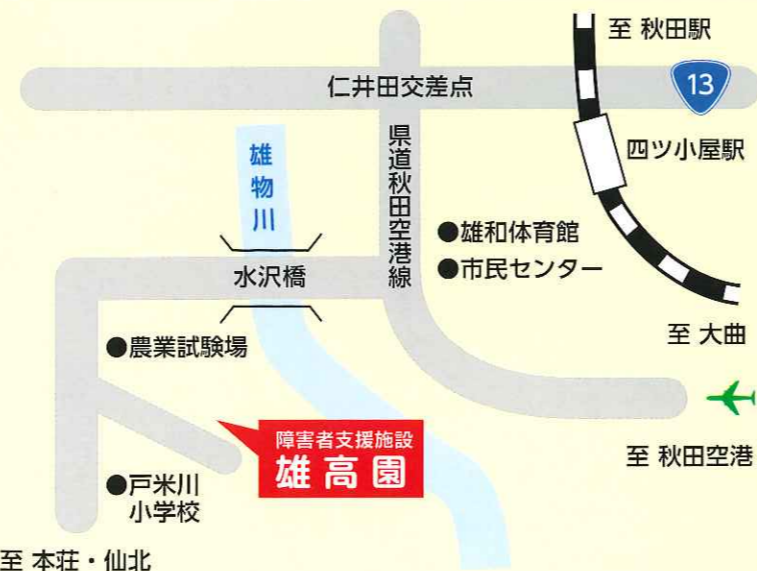 至 秋田駅
仁井田交差点
13
四ツ小屋駅
雄物川
県道秋田空港線
●雄和体育館
●市民センター
水沢橋
至 大曲
●農業試験場
障害者支援施設
雄高園
至 秋田空港
●戸米川
小学校
至 本荘・仙北